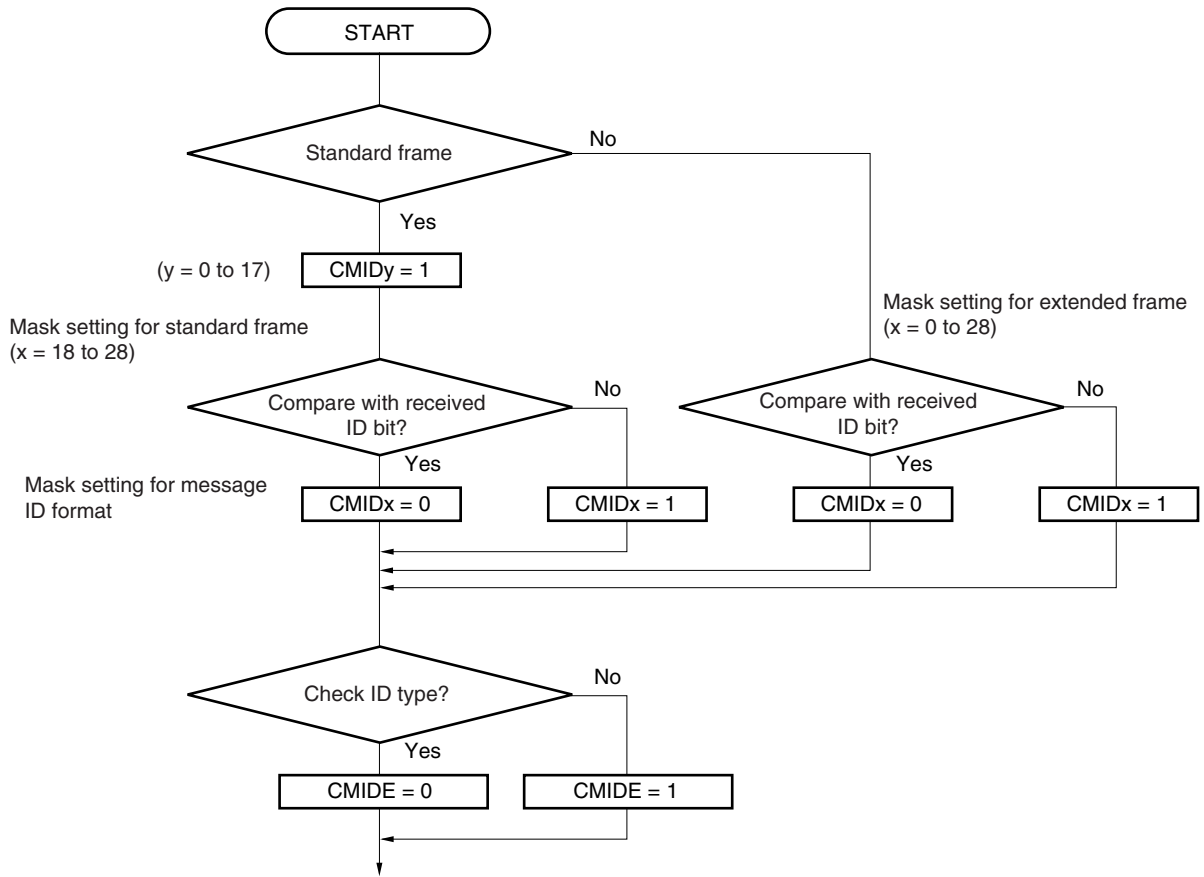 START
Standard frame
No
Yes
(y = 0 to 17)
CMIDy = 1
Mask setting for standard frame
(x = 18 to 28)
Mask setting for extended frame
(x = 0 to 28)
Compare with received
ID bit?
No
Yes
Compare with received
ID bit?
No
Yes
Mask setting for message
ID format
CMIDx = 0
CMIDx = 1
CMIDx = 0
CMIDx = 1
Check ID type?
No
Yes
CMIDE = 0
CMIDE = 1